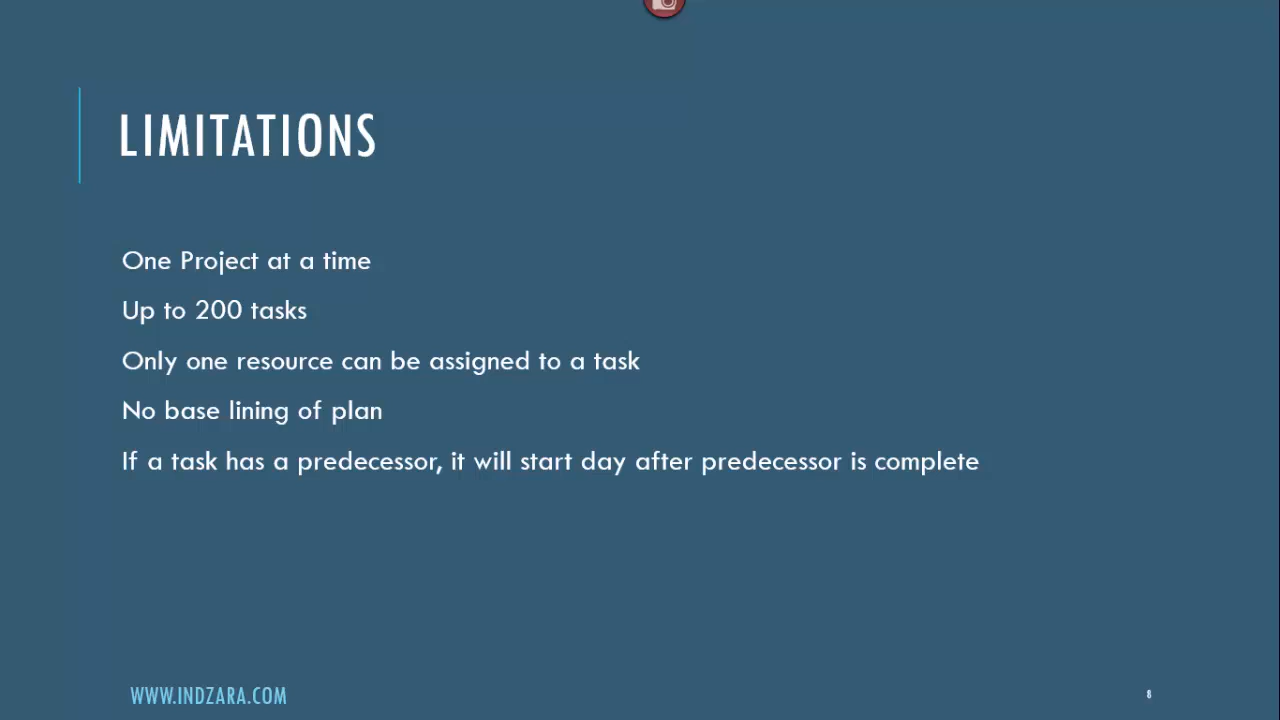 LIMITATIONS
One Project at a time
Up to 200 tasks
Only one resource can be assigned to a task
No base lining of plan
If a task has a predecessor, it will start day after predecessor is complete
WWW.INDZARA.COM
8